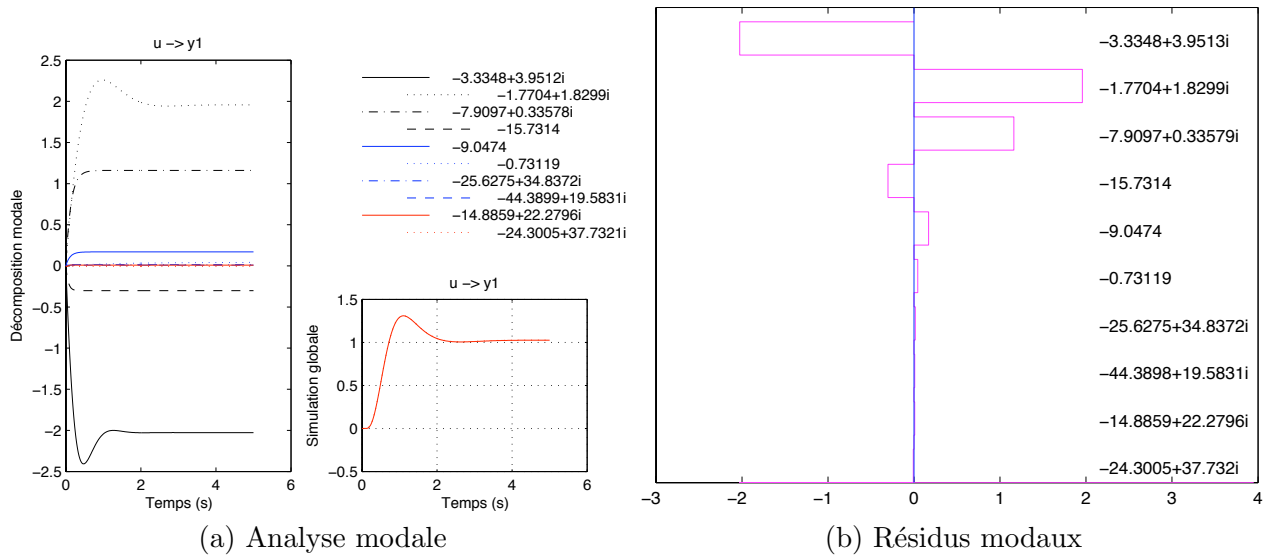 u −> y1
2.5
2
1.5
1
0.5
0
−0.5
−1
−1.5
−2
−2.5
0
2
4
6
Décomposition modale
Temps (s)
−3.3348+3.9512i
−1.7704+1.8299i
−7.9097+0.33578i
−15.7314
−9.0474
−0.73119
−25.6275+34.8372i
−44.3899+19.5831i
−14.8859+22.2796i
−24.3005+37.7321i
u −> y1
1.5
1
0.5
0
−0.5
0
2
4
6
Simulation globale
Temps (s)
(a) Analyse modale
−3.3348+3.9513i
−1.7704+1.8299i
−7.9097+0.33579i
−15.7314
−9.0474
−0.73119
−25.6275+34.8372i
−44.3898+19.5831i
−14.8859+22.2796i
−24.3005+37.732i
−3
−2
−1
0
1
2
3
4
(b) Résidus modaux